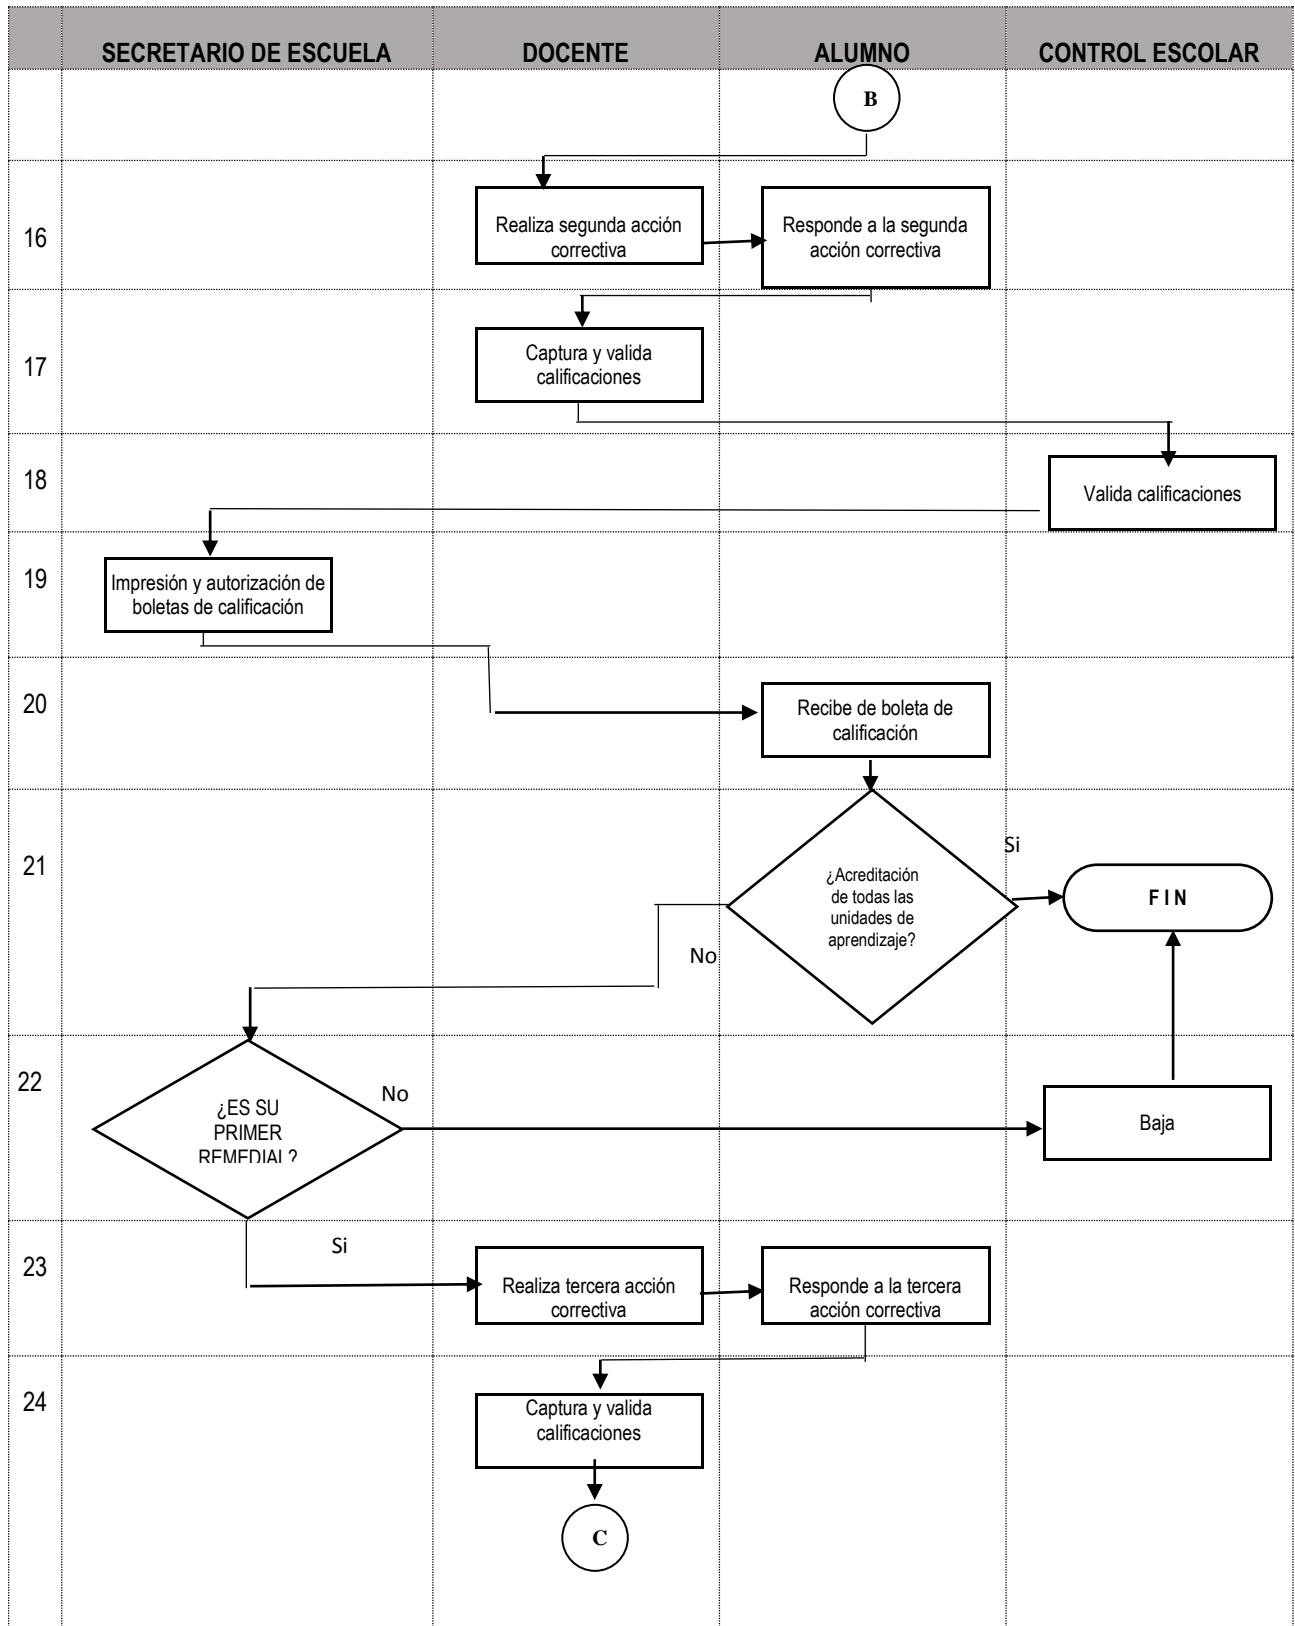 SECRETARIO DE ESCUELA DOCENTE ALUMNO CONTROL ESCOLAR
B
16
Realiza segunda acción
correctiva
Responde a la segunda
acción correctiva
17
Captura y valida
calificaciones
18
Valida calificaciones
19
Impresión y autorización de
boletas de calificación
20
Recibe de boleta de
calificación
21
¿Acreditación
de todas las
unidades de
aprendizaje?
Si
F I N
No
22
¿ES SU
PRIMER
REMEDIAL?
No
Baja
23
Si
Realiza tercera acción
correctiva
Responde a la tercera
acción correctiva
24
Captura y valida
calificaciones
C